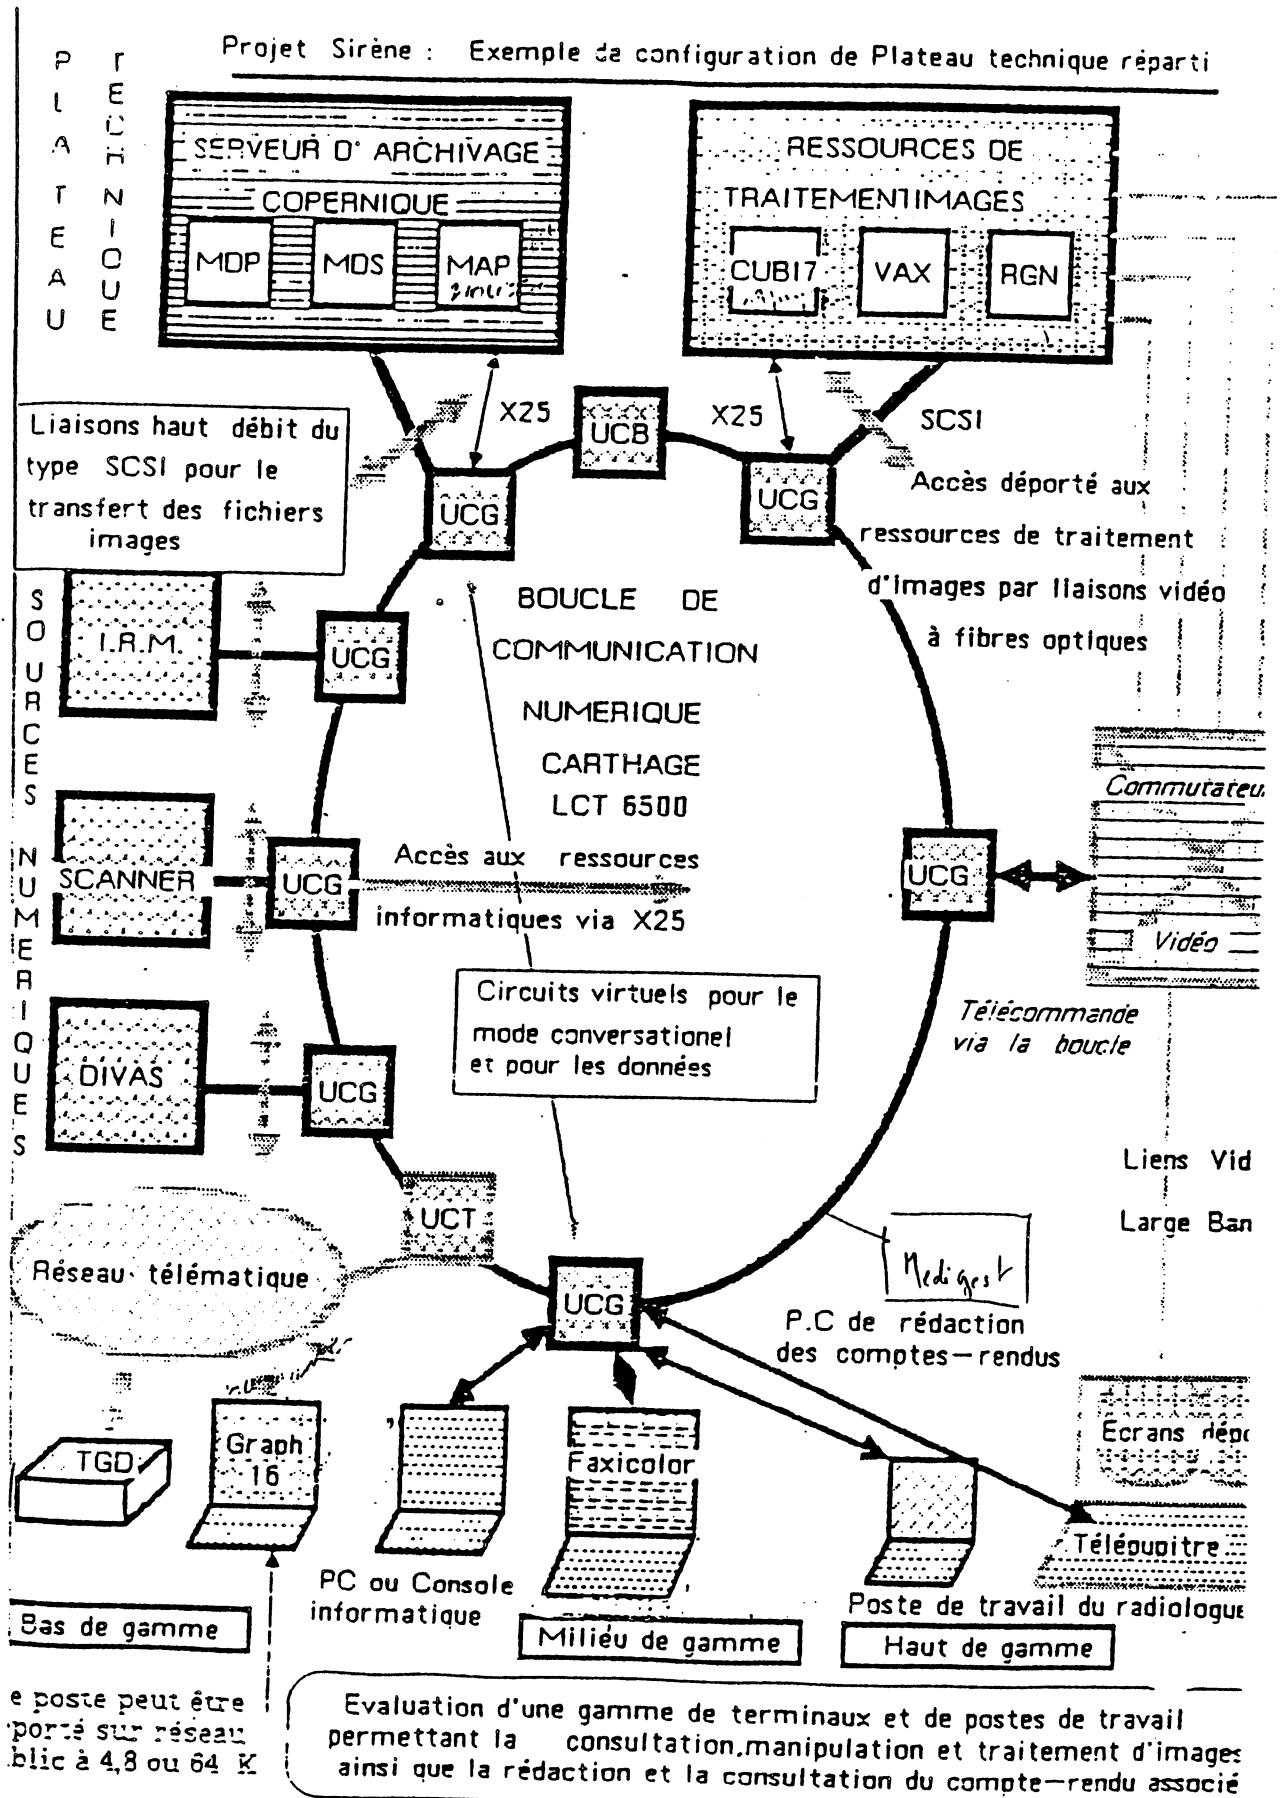 Projet Sirène : Exemple de configuration de Plateau technique réparti
PLATEAU
TECHNIQUE
SERVEUR D' ARCHIVAGE
COPERNIQUE
MDP
MDS
MAP
RESSOURCES DE
TRAITEMENT IMAGES
CUBI7
VAX
RGN
X25
UCB
X25
SCSI
Liaisons haut débit du
type SCSI pour le
transfert des fichiers
images
UCG
UCG
Accès déporté aux
ressources de traitement
d'images par liaisons vidéo
à fibres optiques
SOURCES NUMERIQUES
I.R.M.
UCG
BOUCLE DE
COMMUNICATION
NUMERIQUE
CARTHAGE
LCT 6500
Commutateu
Vidéo
SCANNER
UCG
Accès aux ressources
informatiques via X25
UCG
Circuits virtuels pour le
mode conversationel
et pour les données
Télécommande
via la boucle
DIVAS
UCG
Liens Vid
Large Ban
UCT
Réseau télématique
UCG
Medigest
P.C de rédaction
des comptes-rendus
TGD
Graph
16
Faxicolor
Ecrans dépo
Télépupitre
PC ou Console
informatique
Poste de travail du radiologue
Bas de gamme
Milieu de gamme
Haut de gamme
e poste peut être
porté sur réseau
blic à 4,8 ou 64 K
Evaluation d'une gamme de terminaux et de postes de travail
permettant la consultation,manipulation et traitement d'images
ainsi que la rédaction et la consultation du compte-rendu associé